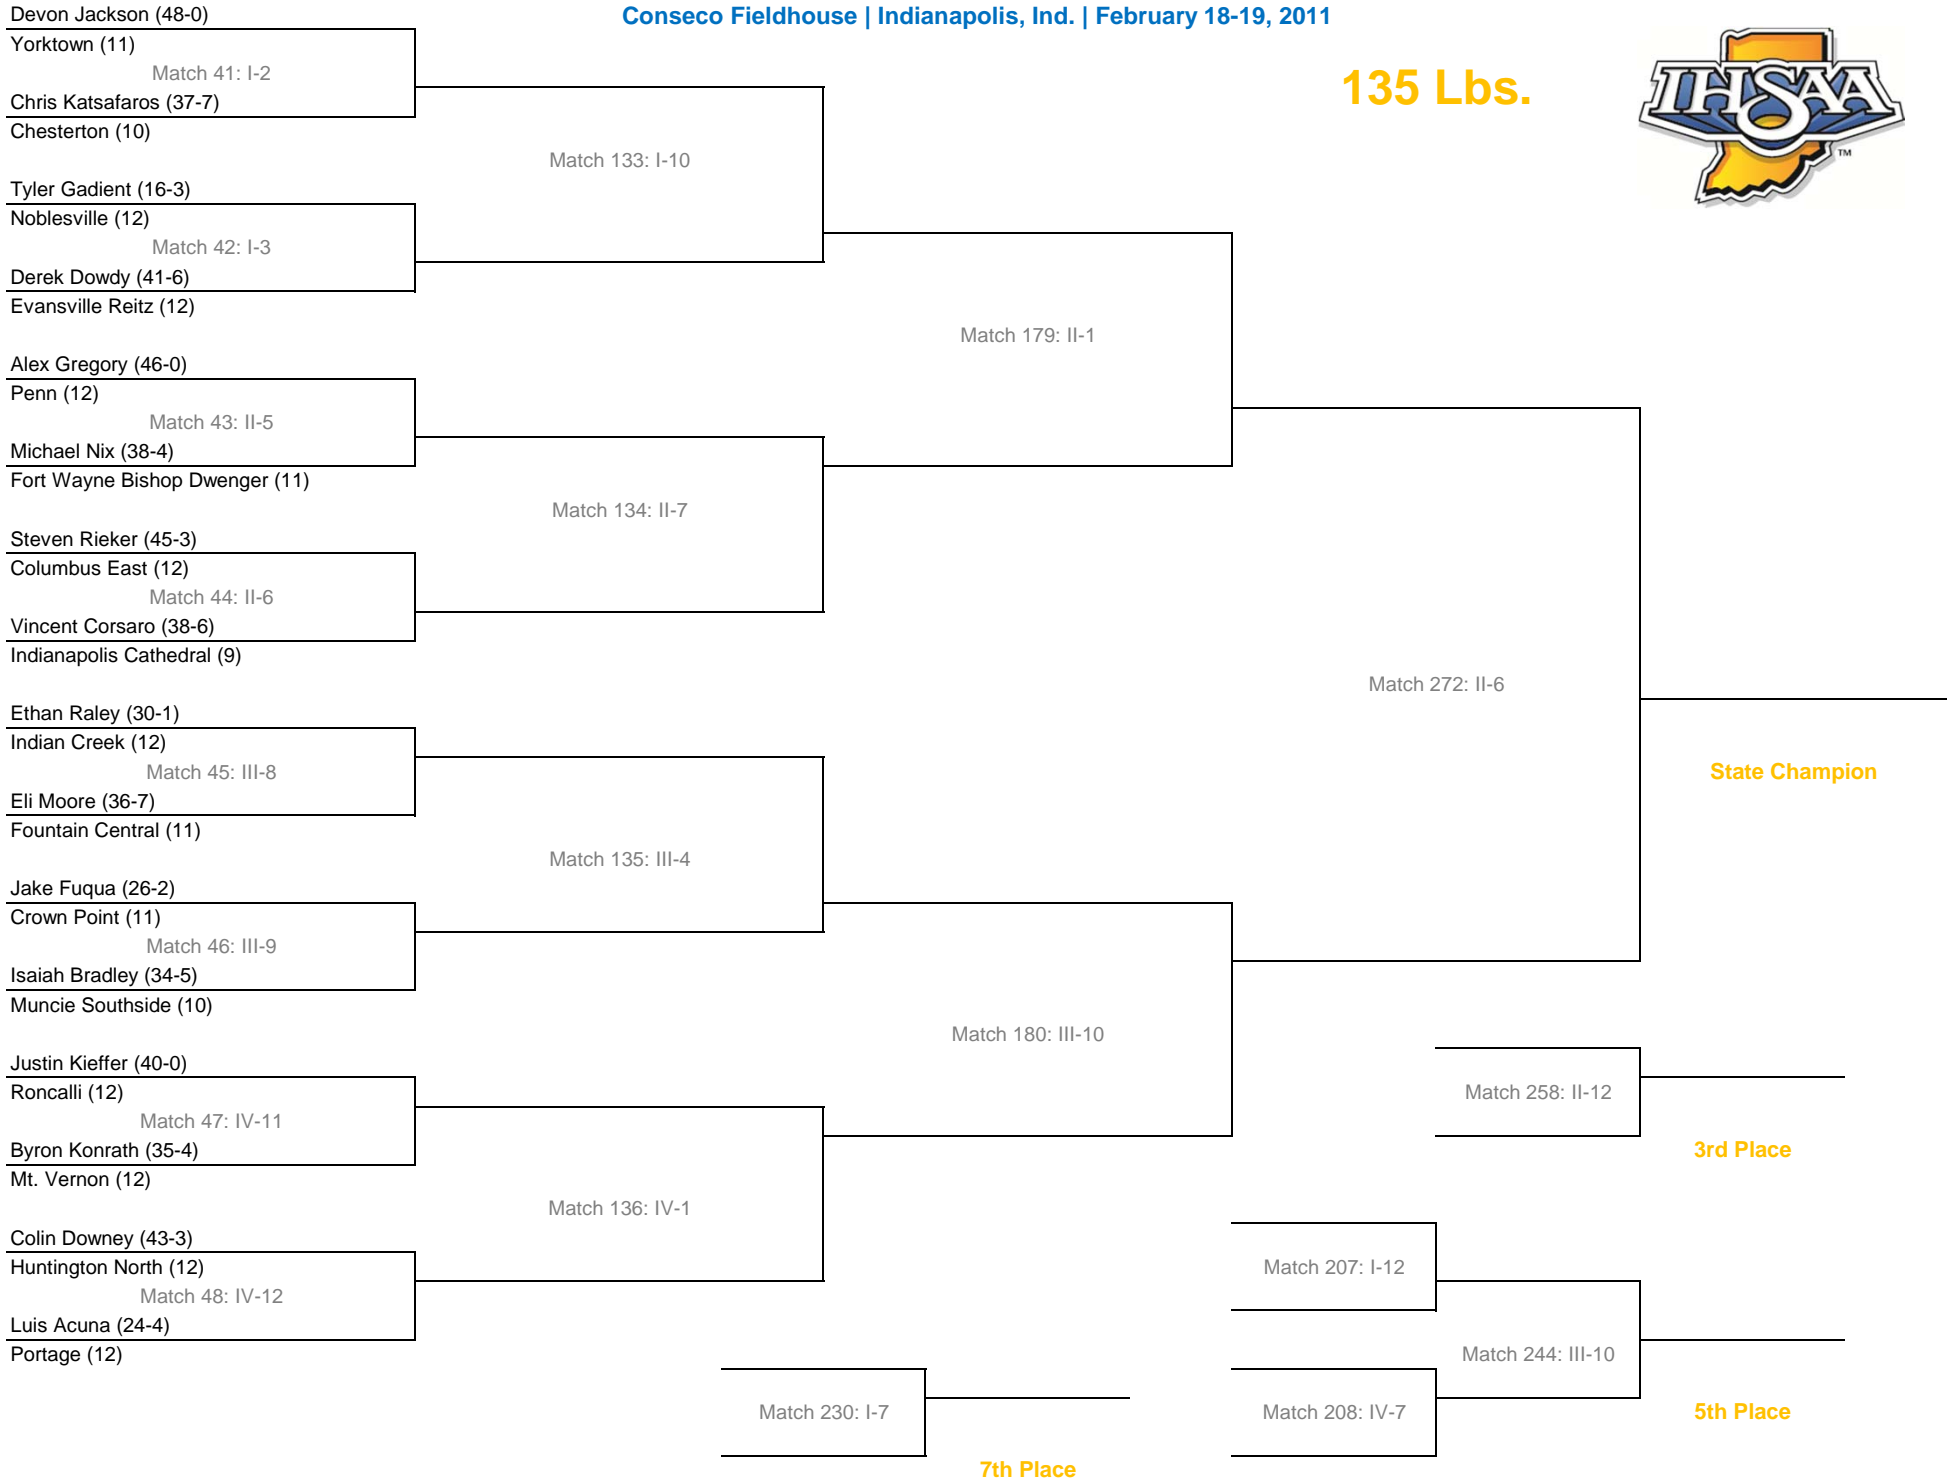 Conseco Fieldhouse | Indianapolis, Ind. | February 18-19, 2011
135 Lbs.
IHSAA
TM
Devon Jackson (48-0)
Yorktown (11)
Match 41: I-2
Chris Katsafaros (37-7)
Chesterton (10)
Match 133: I-10
Tyler Gadient (16-3)
Noblesville (12)
Match 42: I-3
Derek Dowdy (41-6)
Evansville Reitz (12)
Match 179: II-1
Alex Gregory (46-0)
Penn (12)
Match 43: II-5
Michael Nix (38-4)
Fort Wayne Bishop Dwenger (11)
Match 134: II-7
Steven Rieker (45-3)
Columbus East (12)
Match 44: II-6
Vincent Corsaro (38-6)
Indianapolis Cathedral (9)
Match 272: II-6
Ethan Raley (30-1)
Indian Creek (12)
Match 45: III-8
State Champion
Eli Moore (36-7)
Fountain Central (11)
Match 135: III-4
Jake Fuqua (26-2)
Crown Point (11)
Match 46: III-9
Isaiah Bradley (34-5)
Muncie Southside (10)
Match 180: III-10
Justin Kieffer (40-0)
Roncalli (12)
Match 258: II-12
Match 47: IV-11
Byron Konrath (35-4)
3rd Place
Mt. Vernon (12)
Match 136: IV-1
Colin Downey (43-3)
Huntington North (12)
Match 207: I-12
Match 48: IV-12
Luis Acuna (24-4)
Portage (12)
Match 244: III-10
Match 230: I-7
Match 208: IV-7
5th Place
7th Place